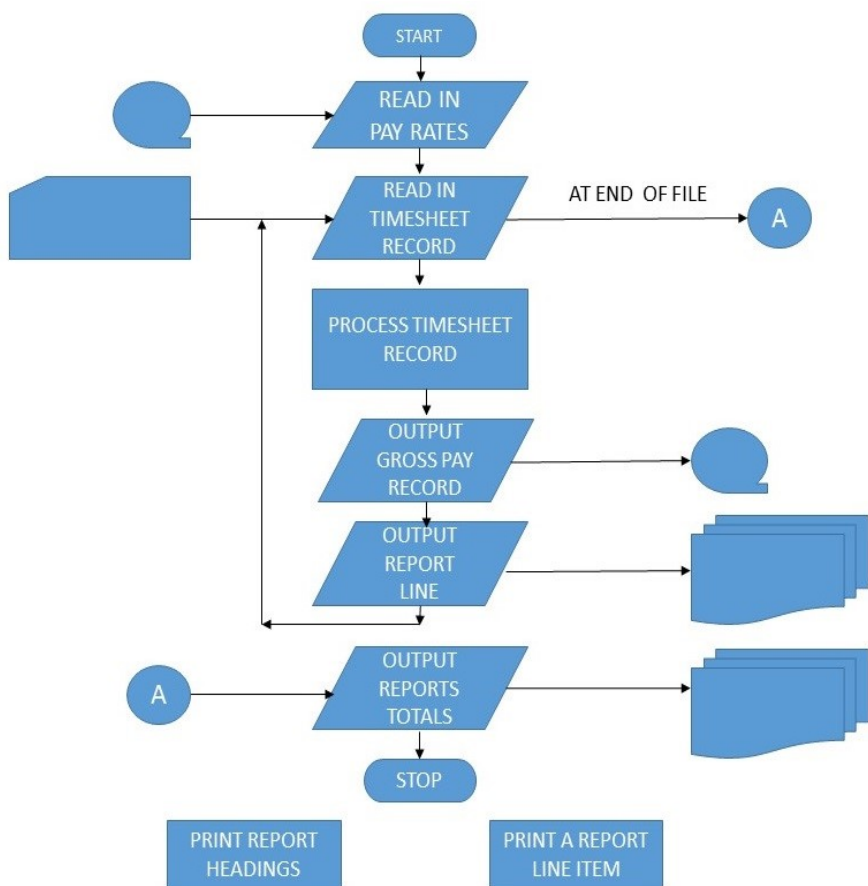 START
READ IN
PAY RATES
READ IN
TIMESHEET
RECORD
AT END OF FILE
A
PROCESS TIMESHEET
RECORD
OUTPUT
GROSS PAY
RECORD
OUTPUT
REPORT
LINE
A
OUTPUT
REPORTS
TOTALS
STOP
PRINT REPORT
HEADINGS
PRINT A REPORT
LINE ITEM